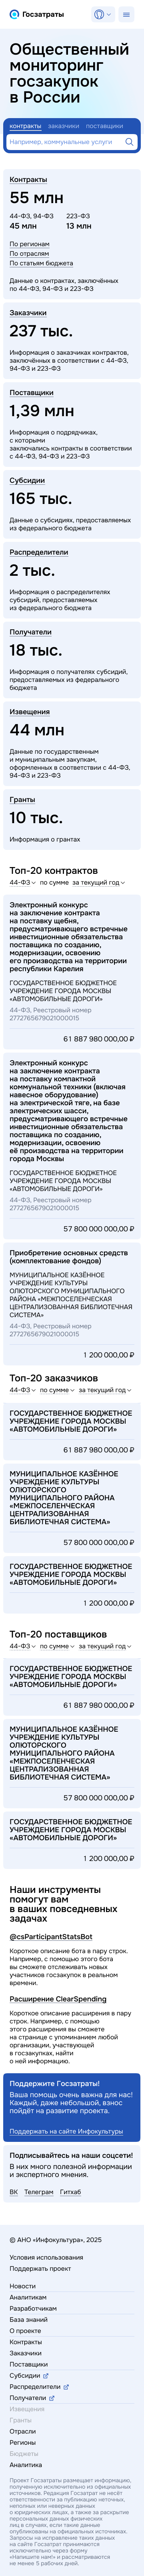 Госзатраты
Общественный
мониторинг
госзакупок
в России
контракты заказчики поставщики
Например, коммунальные услуги
Контракты
55 млн
44-ФЗ, 94-ФЗ 223-ФЗ
45 млн 13 млн
По регионам
По отраслям
По статьям бюджета
Данные о контрактах, заключённых
по 44-ФЗ, 94-ФЗ и 223-ФЗ
Заказчики
237 тыс.
Информация о заказчиках контрактов,
заключённых в соответствии с 44-ФЗ,
94-ФЗ и 223-ФЗ
Поставщики
1,39 млн
Информация о подрядчиках,
с которыми
заключались контракты в соответствии
с 44-ФЗ, 94-ФЗ и 223-ФЗ
Субсидии
165 тыс.
Данные о субсидиях, предоставляемых
из федерального бюджета
Распределители
2 тыс.
Информация о распределителях
субсидий, предоставляемых
из федерального бюджета
Получатели
18 тыс.
Информация о получателях субсидий,
предоставляемых из федерального
бюджета
Извещения
44 млн
Данные по государственным
и муниципальным закупкам,
оформленных в соответствии с 44-ФЗ,
94-ФЗ и 223-ФЗ
Гранты
10 тыс.
Информация о грантах
Топ-20 контрактов
44-ФЗ по сумме за текущий год
Электронный конкурс
на заключение контракта
на поставку щебня,
предусматривающего встречные
инвестиционные обязательства
поставщика по созданию,
модернизации, освоению
его производства на территории
республики Карелия
ГОСУДАРСТВЕННОЕ БЮДЖЕТНОЕ
УЧРЕЖДЕНИЕ ГОРОДА МОСКВЫ
«АВТОМОБИЛЬНЫЕ ДОРОГИ»
44-ФЗ, Реестровый номер
2772765679021000015
61 887 980 000,00 ₽
Электронный конкурс
на заключение контракта
на поставку компактной
коммунальной техники (включая
навесное оборудование)
на электрической тяге, на базе
электрических шасси,
предусматривающего встречные
инвестиционные обязательства
поставщика по созданию,
модернизации, освоению
её производства на территории
города Москвы
ГОСУДАРСТВЕННОЕ БЮДЖЕТНОЕ
УЧРЕЖДЕНИЕ ГОРОДА МОСКВЫ
«АВТОМОБИЛЬНЫЕ ДОРОГИ»
44-ФЗ, Реестровый номер
2772765679021000015
57 800 000 000,00 ₽
Приобретение основных средств
(комплектование фондов)
МУНИЦИПАЛЬНОЕ КАЗЁННОЕ
УЧРЕЖДЕНИЕ КУЛЬТУРЫ
ОЛЮТОРСКОГО МУНИЦИПАЛЬНОГО
РАЙОНА «МЕЖПОСЕЛЕНЧЕСКАЯ
ЦЕНТРАЛИЗОВАННАЯ БИБЛИОТЕЧНАЯ
СИСТЕМА»
44-ФЗ, Реестровый номер
2772765679021000015
1 200 000,00 ₽
Топ-20 заказчиков
44-ФЗ по сумме за текущий год
ГОСУДАРСТВЕННОЕ БЮДЖЕТНОЕ
УЧРЕЖДЕНИЕ ГОРОДА МОСКВЫ
«АВТОМОБИЛЬНЫЕ ДОРОГИ»
61 887 980 000,00 ₽
МУНИЦИПАЛЬНОЕ КАЗЁННОЕ
УЧРЕЖДЕНИЕ КУЛЬТУРЫ
ОЛЮТОРСКОГО
МУНИЦИПАЛЬНОГО РАЙОНА
«МЕЖПОСЕЛЕНЧЕСКАЯ
ЦЕНТРАЛИЗОВАННАЯ
БИБЛИОТЕЧНАЯ СИСТЕМА»
57 800 000 000,00 ₽
ГОСУДАРСТВЕННОЕ БЮДЖЕТНОЕ
УЧРЕЖДЕНИЕ ГОРОДА МОСКВЫ
«АВТОМОБИЛЬНЫЕ ДОРОГИ»
1 200 000,00 ₽
Топ-20 поставщиков
44-ФЗ по сумме за текущий год
ГОСУДАРСТВЕННОЕ БЮДЖЕТНОЕ
УЧРЕЖДЕНИЕ ГОРОДА МОСКВЫ
«АВТОМОБИЛЬНЫЕ ДОРОГИ»
61 887 980 000,00 ₽
МУНИЦИПАЛЬНОЕ КАЗЁННОЕ
УЧРЕЖДЕНИЕ КУЛЬТУРЫ
ОЛЮТОРСКОГО
МУНИЦИПАЛЬНОГО РАЙОНА
«МЕЖПОСЕЛЕНЧЕСКАЯ
ЦЕНТРАЛИЗОВАННАЯ
БИБЛИОТЕЧНАЯ СИСТЕМА»
57 800 000 000,00 ₽
ГОСУДАРСТВЕННОЕ БЮДЖЕТНОЕ
УЧРЕЖДЕНИЕ ГОРОДА МОСКВЫ
«АВТОМОБИЛЬНЫЕ ДОРОГИ»
1 200 000,00 ₽
Наши инструменты
помогут вам
в ваших повседневных
задачах
@csParticipantStatsBot
Короткое описание бота в пару строк.
Например, с помощью этого бота
вы сможете отслеживать новых
участников госзакупок в реальном
времени.
Расширение ClearSpending
Короткое описание расширения в пару
строк. Например, с помощью
этого расширения вы сможете
на странице с упоминанием любой
организации, участвующей
в госзакупках, найти
о ней информацию.
Поддержите Госзатраты!
Ваша помощь очень важна для нас!
Каждый, даже небольшой, взнос
пойдёт на развитие проекта.
Поддержать на сайте Инфокультуры
Подписывайтесь на наши соцсети!
В них много полезной информации
и экспертного мнения.
ВК Телеграм Гитхаб
© АНО «Инфокультура», 2025
Условия использования
Поддержать проект
Новости
Аналитикам
Разработчикам
База знаний
О проекте
Контракты
Заказчики
Поставщики
Субсидии
Распределители
Получатели
Извещения
Гранты
Отрасли
Регионы
Бюджеты
Аналитика
Проект Госзатраты размещает информацию,
полученную исключительно из официальных
источников. Редакция Госзатрат не несёт
ответственности за публикацию неточных,
неполных или неверных данных
о юридических лицах, а также за раскрытие
персональных данных физических
лиц в случаях, если такие данные
опубликованы на официальных источниках.
Запросы на исправление таких данных
на сайте Госзатрат принимаются
исключительно через форму
«Напишите нам!» и рассматриваются
не менее 5 рабочих дней.